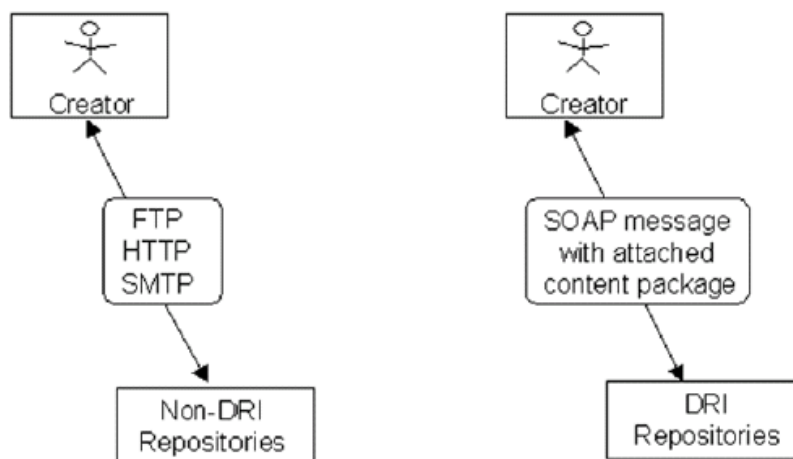 Creator
FTP
HTTP
SMTP
Non-DRI
Repositories
Creator
SOAP message
with attached
content package
DRI
Repositories